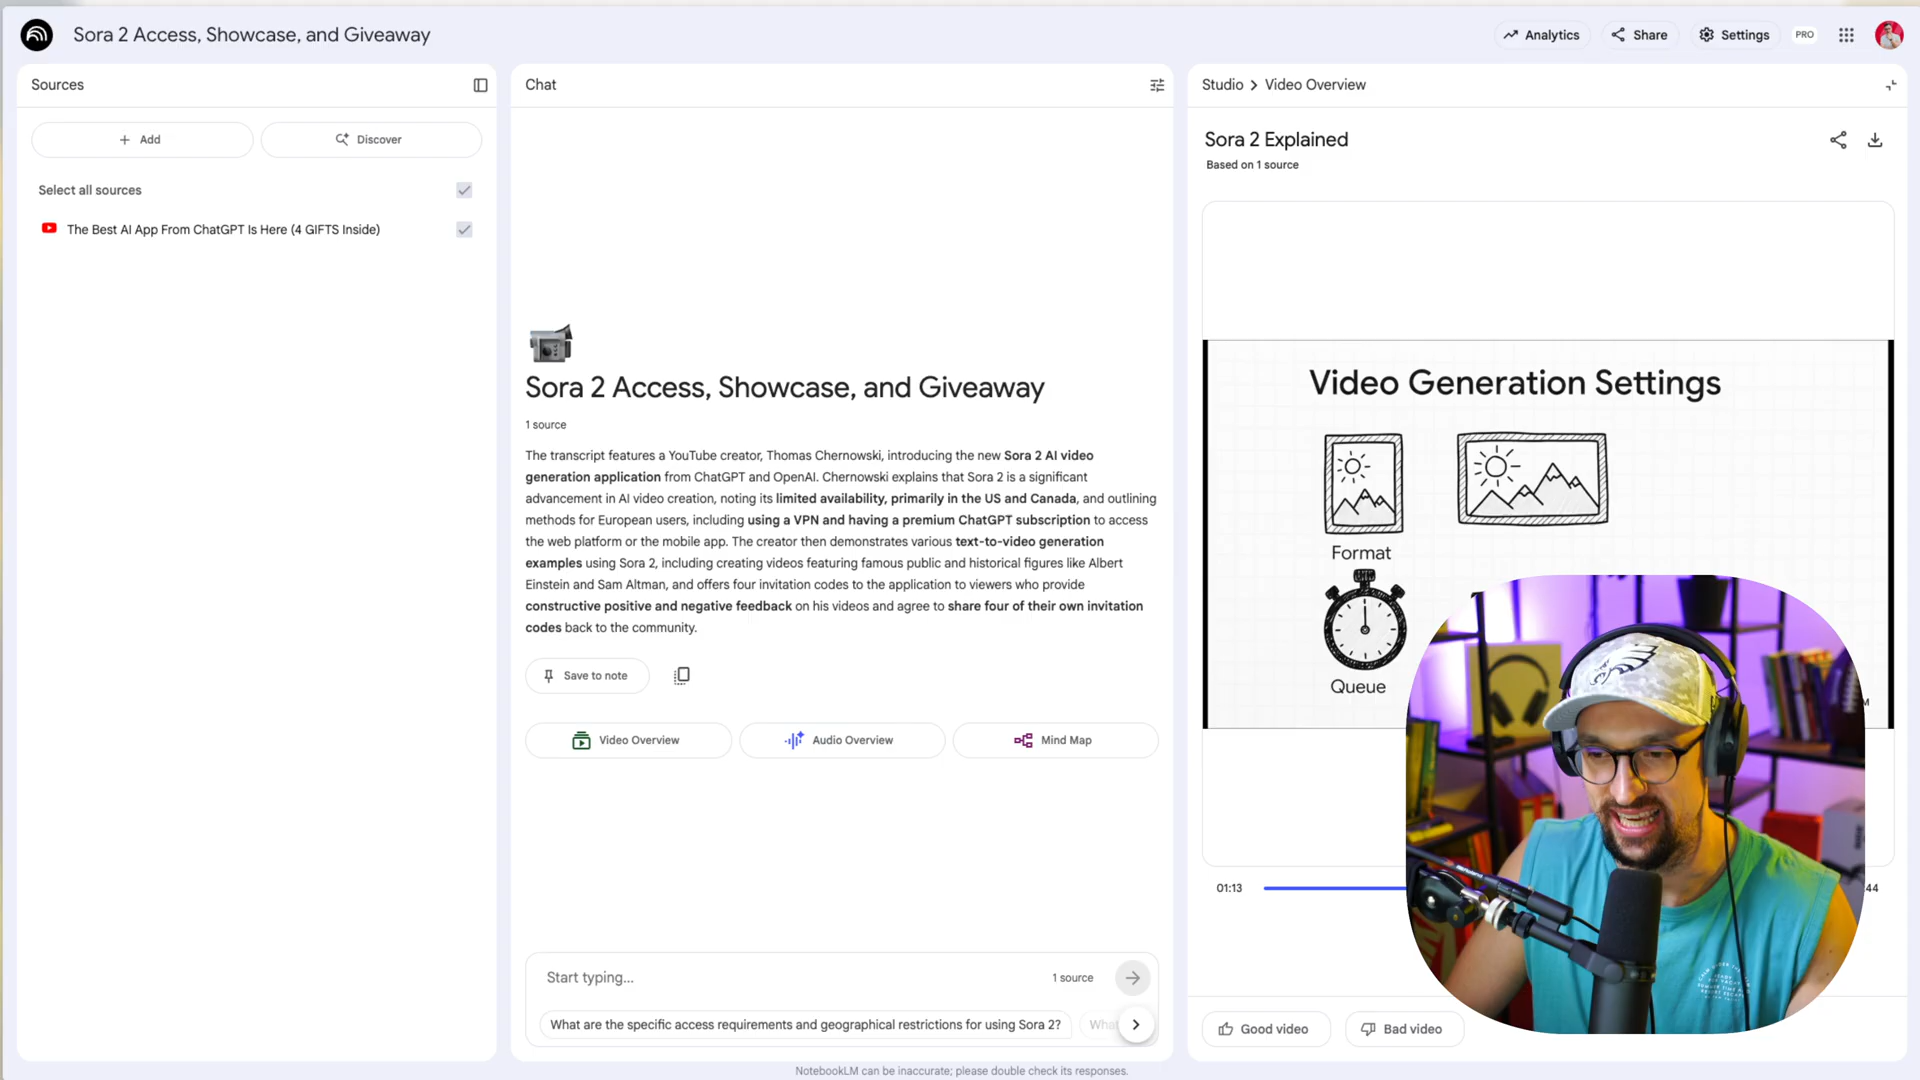 Sora 2 Access, Showcase, and Giveaway
Analytics
Share
Settings
PRO
Sources
Add
Discover
Select all sources
The Best AI App From ChatGPT Is Here (4 GIFTS Inside)
Chat
Sora 2 Access, Showcase, and Giveaway
1 source
The transcript features a YouTube creator, Thomas Chernowski, introducing the new Sora 2 AI video
generation application from ChatGPT and OpenAI. Chernowski explains that Sora 2 is a significant
advancement in AI video creation, noting its limited availability, primarily in the US and Canada, and outlining
methods for European users, including using a VPN and having a premium ChatGPT subscription to access
the web platform or the mobile app. The creator then demonstrates various text-to-video generation
examples using Sora 2, including creating videos featuring famous public and historical figures like Albert
Einstein and Sam Altman, and offers four invitation codes to the application to viewers who provide
constructive positive and negative feedback on his videos and agree to share four of their own invitation
codes back to the community.
Save to note
Video Overview
Audio Overview
Mind Map
Start typing...
1 source
What are the specific access requirements and geographical restrictions for using Sora 2?
NotebookLM can be inaccurate; please double check its responses.
Studio > Video Overview
Sora 2 Explained
Based on 1 source
Video Generation Settings
Format
Queue
01:13
44
Good video
Bad video